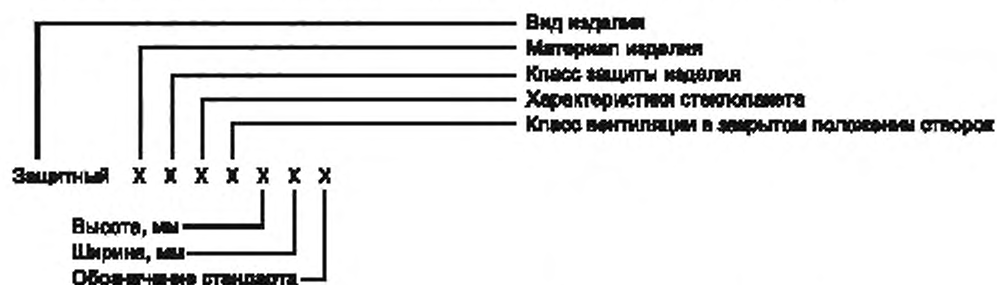 Вид изделия
Материал изделия
Класс защиты изделия
Характеристики стеклопакета
Класс вентиляции в закрытом положении створок
Защитный X X X X X X X
Высота, мм
Ширина, мм
Обозначение стандарта